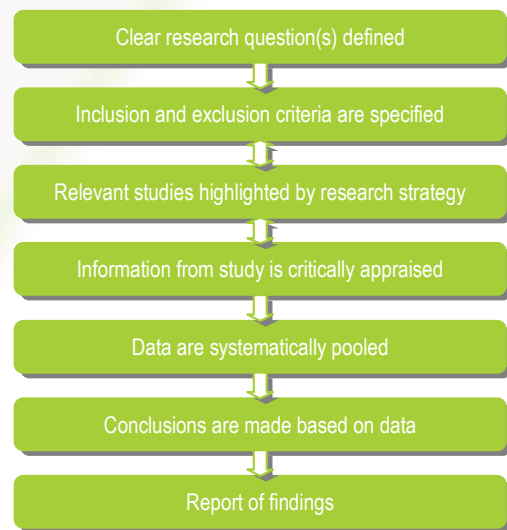 Clear research question(s) defined
Inclusion and exclusion criteria are specified
Relevant studies highlighted by research strategy
Information from study is critically appraised
Data are systematically pooled
Conclusions are made based on data
Report of findings